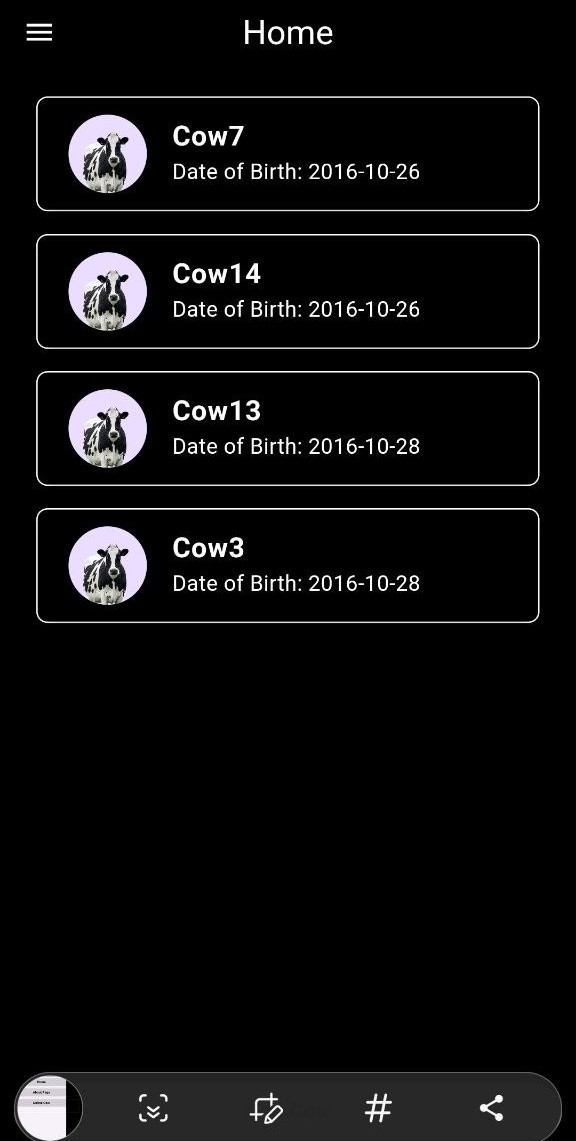 Home
Cow7
Date of Birth: 2016-10-26
Cow14
Date of Birth: 2016-10-26
Cow13
Date of Birth: 2016-10-28
Cow3
Date of Birth: 2016-10-28
#